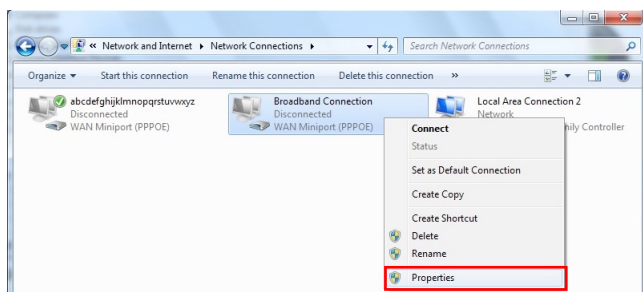 « Network and Internet ▸ Network Connections ▸
Search Network Connections
Organize ▾ Start this connection Rename this connection Delete this connection »
abcdefghijklmnopqrstuvwxyz
Disconnected
WAN Miniport (PPPOE)
Broadband Connection
Disconnected
WAN Miniport (PPPOE)
Local Area Connection 2
Network
mily Controller
Connect
Status
Set as Default Connection
Create Copy
Create Shortcut
Delete
Rename
Properties